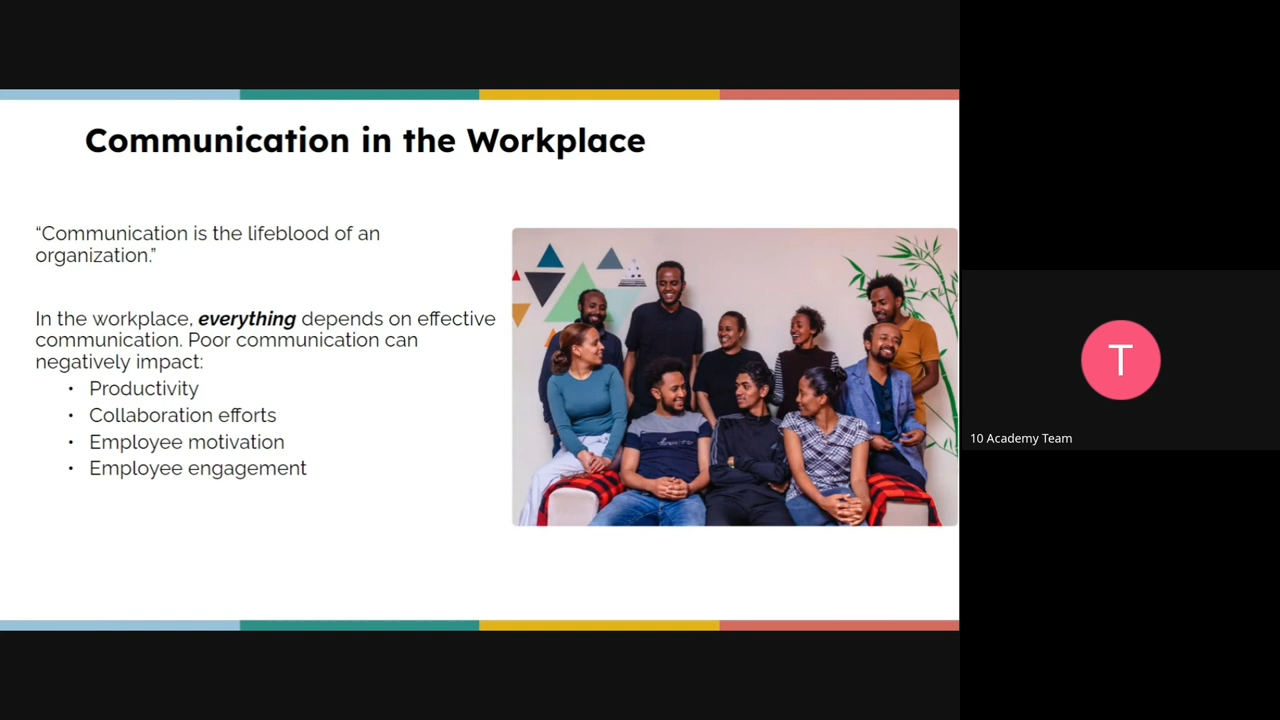 Communication in the Workplace
“Communication is the lifeblood of an
organization.”
In the workplace, everything depends on effective
communication. Poor communication can
negatively impact:
• Productivity
• Collaboration efforts
• Employee motivation
• Employee engagement
T
10 Academy Team